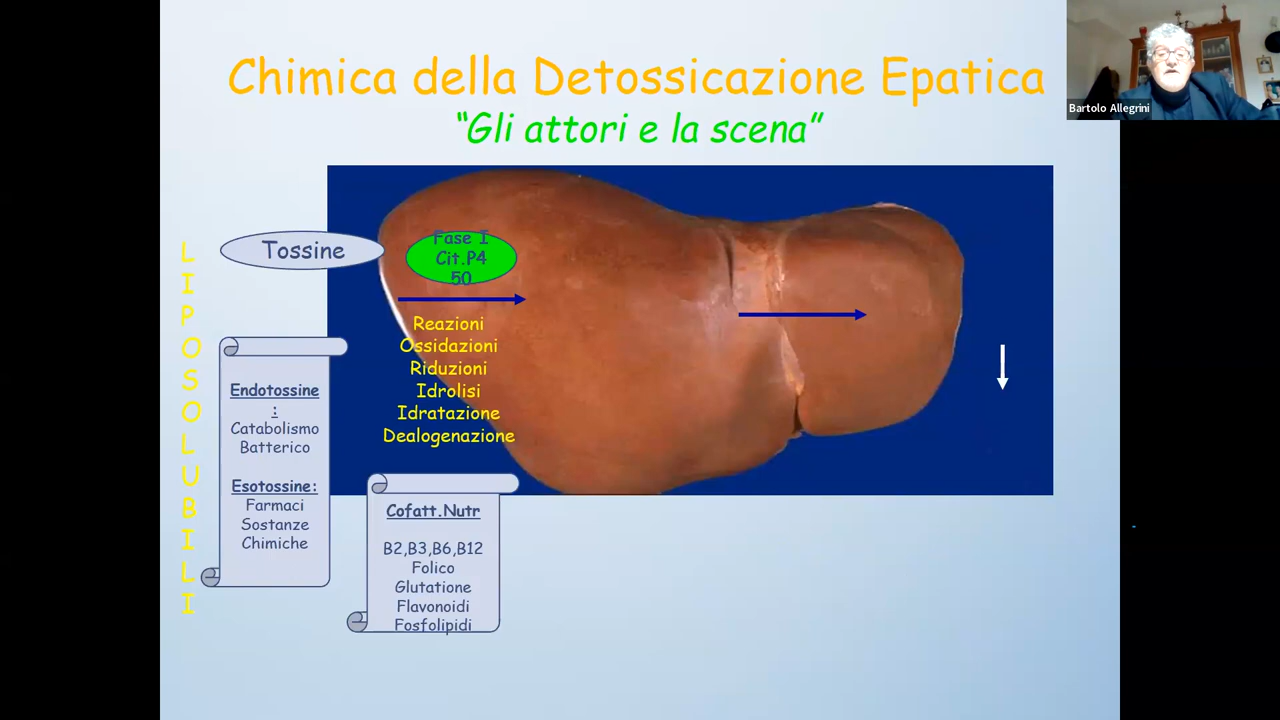 Chimica della Detossicazione Epatica
“Gli attori e la scena”
Bartolo Allegrini
LIPOSOLUBILI
Tossine
Fase I
Cit.P4
50
Reazioni
Ossidazioni
Riduzioni
Idrolisi
Idratazione
Dealogenazione
Endotossine
:
Catabolismo
Batterico
Esotossine:
Farmaci
Sostanze
Chimiche
Cofatt.Nutr
B2,B3,B6,B12
Folico
Glutatione
Flavonoidi
Fosfolipidi